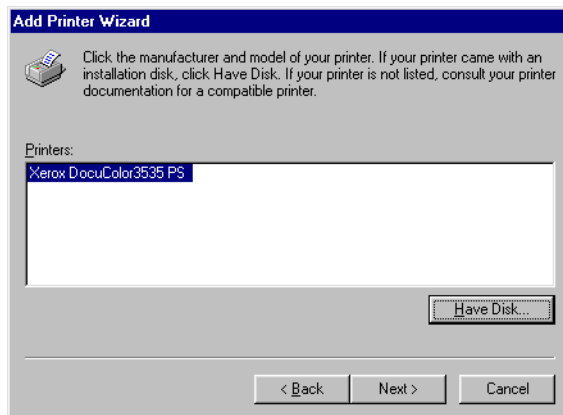 Add Printer Wizard
Click the manufacturer and model of your printer. If your printer came with an
installation disk, click Have Disk. If your printer is not listed, consult your printer
documentation for a compatible printer.
Printers:
Xerox DocuColor3535 PS
Have Disk...
< Back Next > Cancel